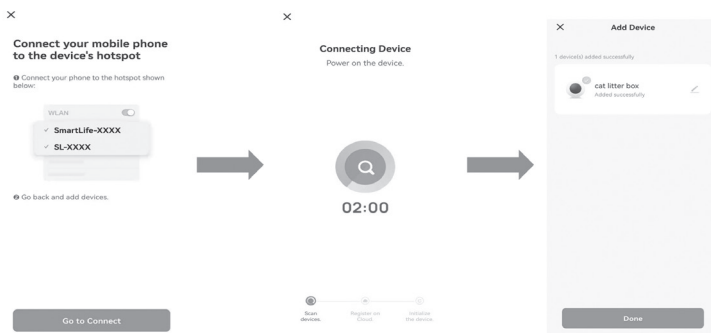 Connect your mobile phone
to the device's hotspot
❶ Connect your phone to the hotspot shown
below:
WLAN
✓ SmartLife-XXXX
✓ SL-XXXX
❷ Go back and add devices.
Go to Connect
Connecting Device
Power on the device.
02:00
Scan
devices.
Register on
Cloud.
Initialize
the device.
Add Device
1 device(s) added successfully
cat litter box
Added successfully
Done